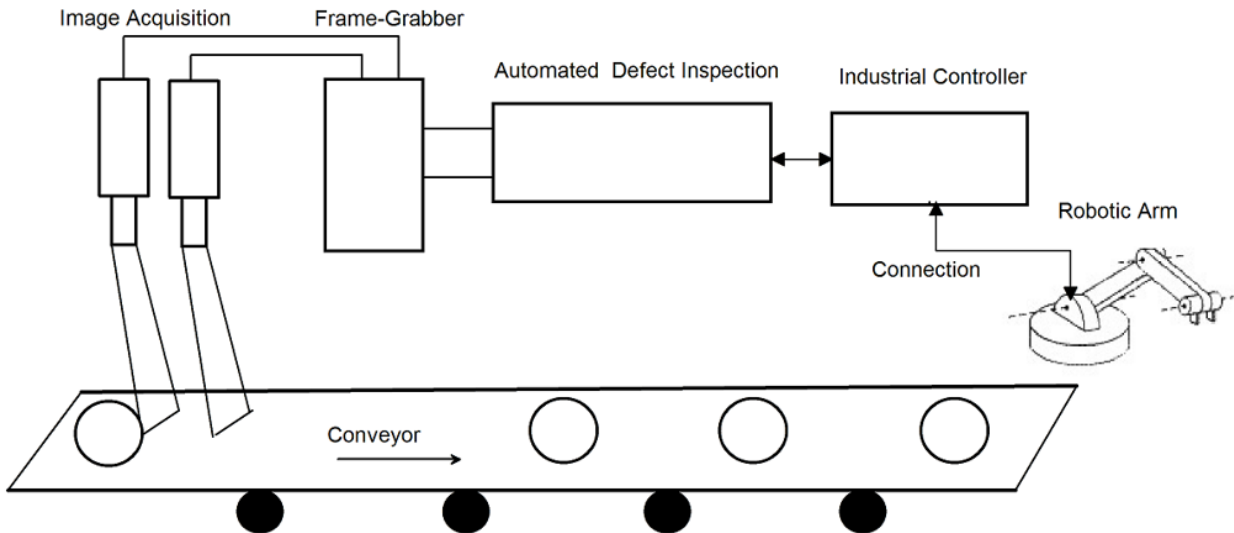 Image Acquisition
Frame-Grabber
Automated Defect Inspection
Industrial Controller
Robotic Arm
Connection
Conveyor